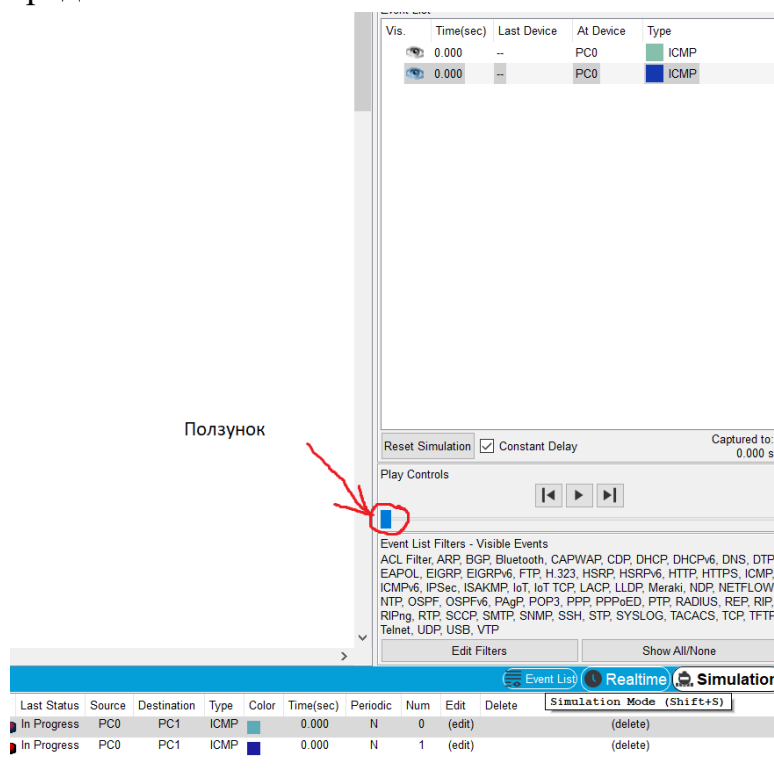 Event List
Vis. Time(sec) Last Device At Device Type
0.000 -- PC0 ICMP
0.000 -- PC0 ICMP
Ползунок
Reset Simulation Constant Delay Captured to:
0.000 s
Play Controls
Event List Filters - Visible Events
ACL Filter, ARP, BGP, Bluetooth, CAPWAP, CDP, DHCP, DHCPv6, DNS, DTP
EAPOL, EIGRP, EIGRPv6, FTP, H.323, HSRP, HSRPv6, HTTP, HTTPS, ICMP,
ICMPv6, IPSec, ISAKMP, IoT, IoT TCP, LACP, LLDP, Meraki, NDP, NETFLOW
NTP, OSPF, OSPFv6, PAgP, POP3, PPP, PPPoED, PTP, RADIUS, REP, RIP,
RIPng, RTP, SCCP, SMTP, SNMP, SSH, STP, SYSLOG, TACACS, TCP, TFTP
Telnet, UDP, USB, VTP
Edit Filters Show All/None
Event List Realtime Simulation
Simulation Mode (Shift+S)
Last Status Source Destination Type Color Time(sec) Periodic Num Edit Delete
In Progress PC0 PC1 ICMP 0.000 N 0 (edit) (delete)
In Progress PC0 PC1 ICMP 0.000 N 1 (edit) (delete)